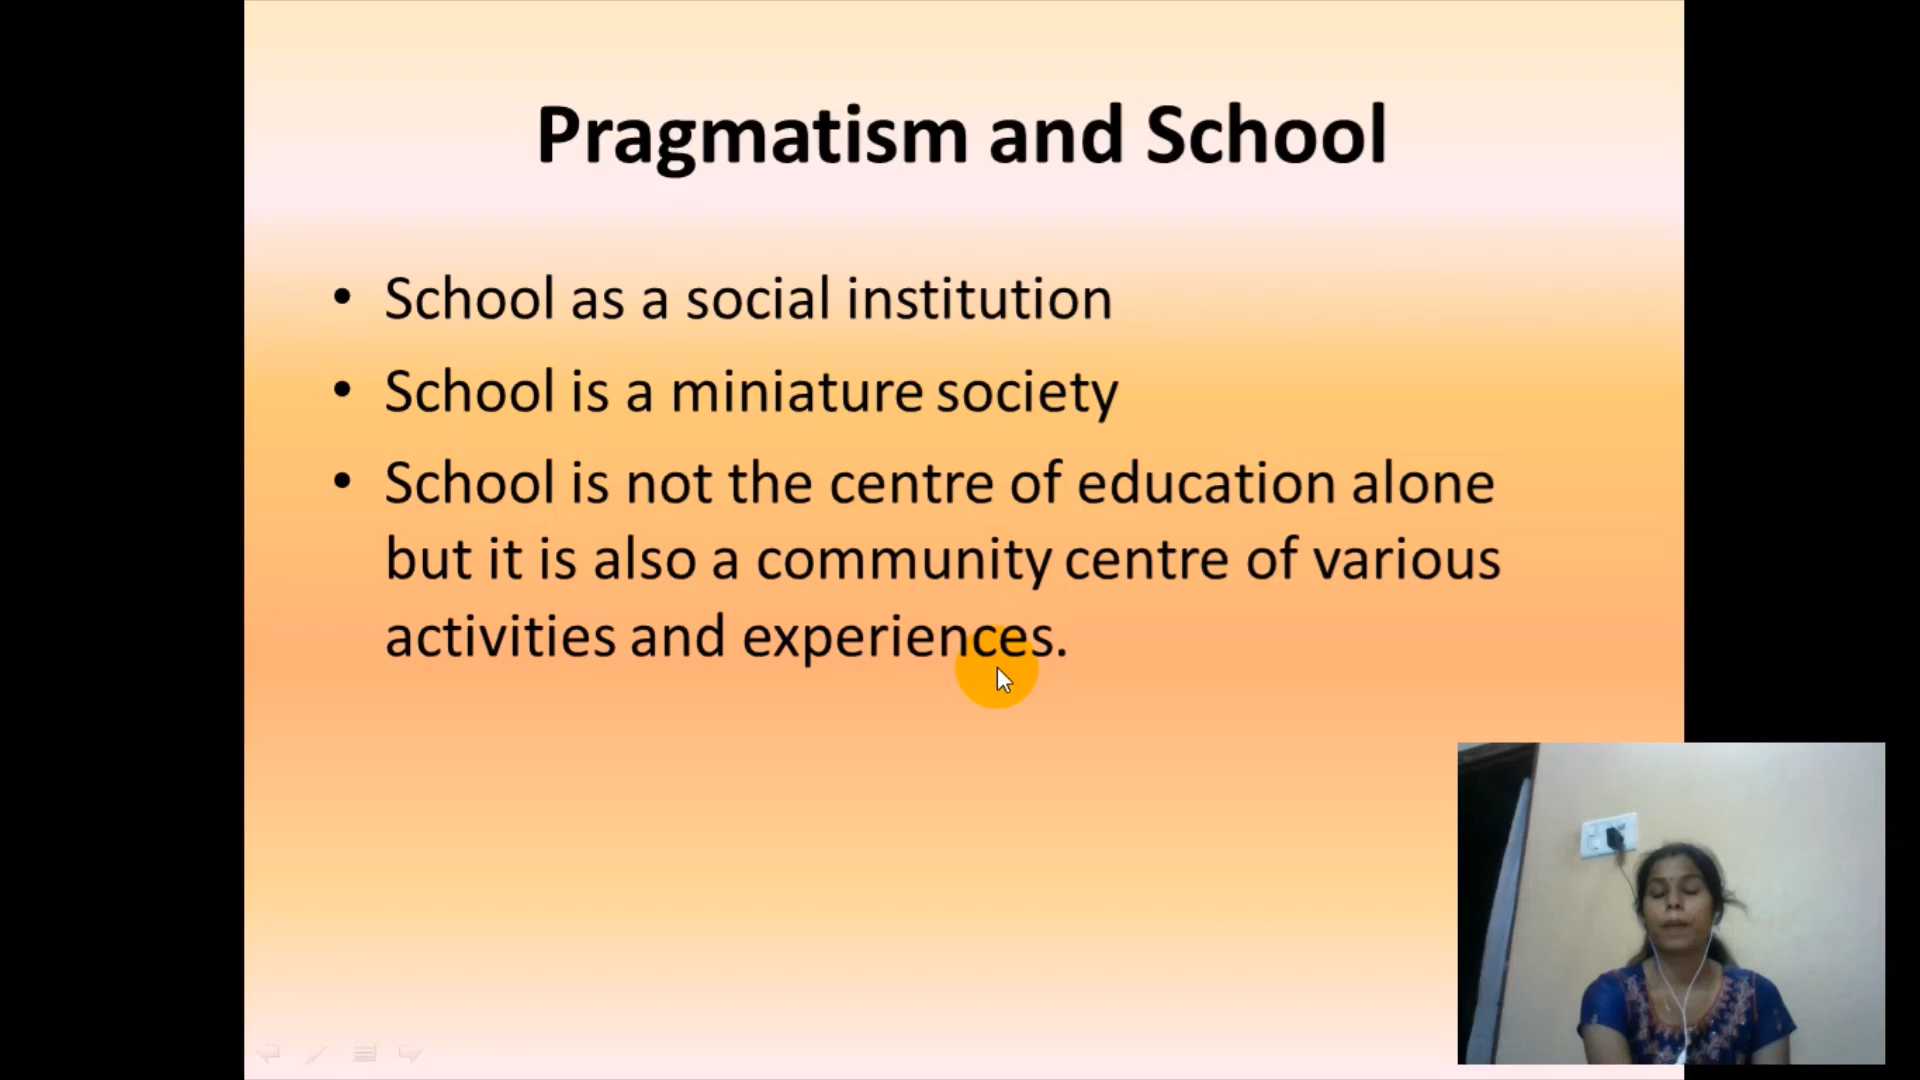 Pragmatism and School
• School as a social institution
• School is a miniature society
• School is not the centre of education alone
but it is also a community centre of various
activities and experiences.